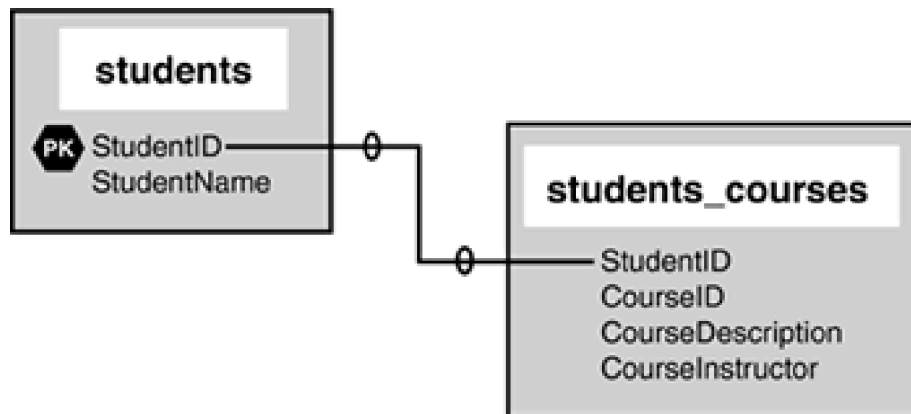 students
PK StudentID
StudentName
students_courses
StudentID
CourseID
CourseDescription
CourseInstructor